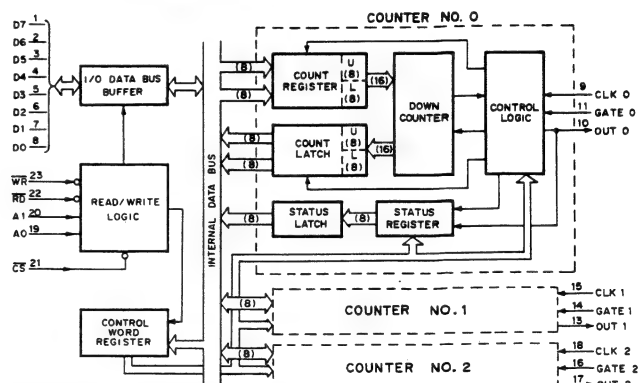 COUNTER NO. 0
D7 1
D6 2
D5 3
D4 4
D3 5
D2 6
D1 7
D0 8
I/O DATA BUS
BUFFER
WR 23
RD 22
A1 20
A0 19
CS 21
READ/WRITE
LOGIC
CONTROL
WORD
REGISTER
INTERNAL DATA BUS
(8)
(8)
COUNT
REGISTER
U
(8)
L
(8)
(16)
DOWN
COUNTER
CONTROL
LOGIC
9 CLK 0
11 GATE 0
10 OUT 0
(8)
(8)
COUNT
LATCH
U
(8)
L
(8)
(16)
(8)
STATUS
LATCH
(8)
STATUS
REGISTER
(8)
COUNTER NO. 1
15 CLK 1
14 GATE 1
13 OUT 1
(8)
COUNTER NO. 2
18 CLK 2
16 GATE 2
17 OUT 2